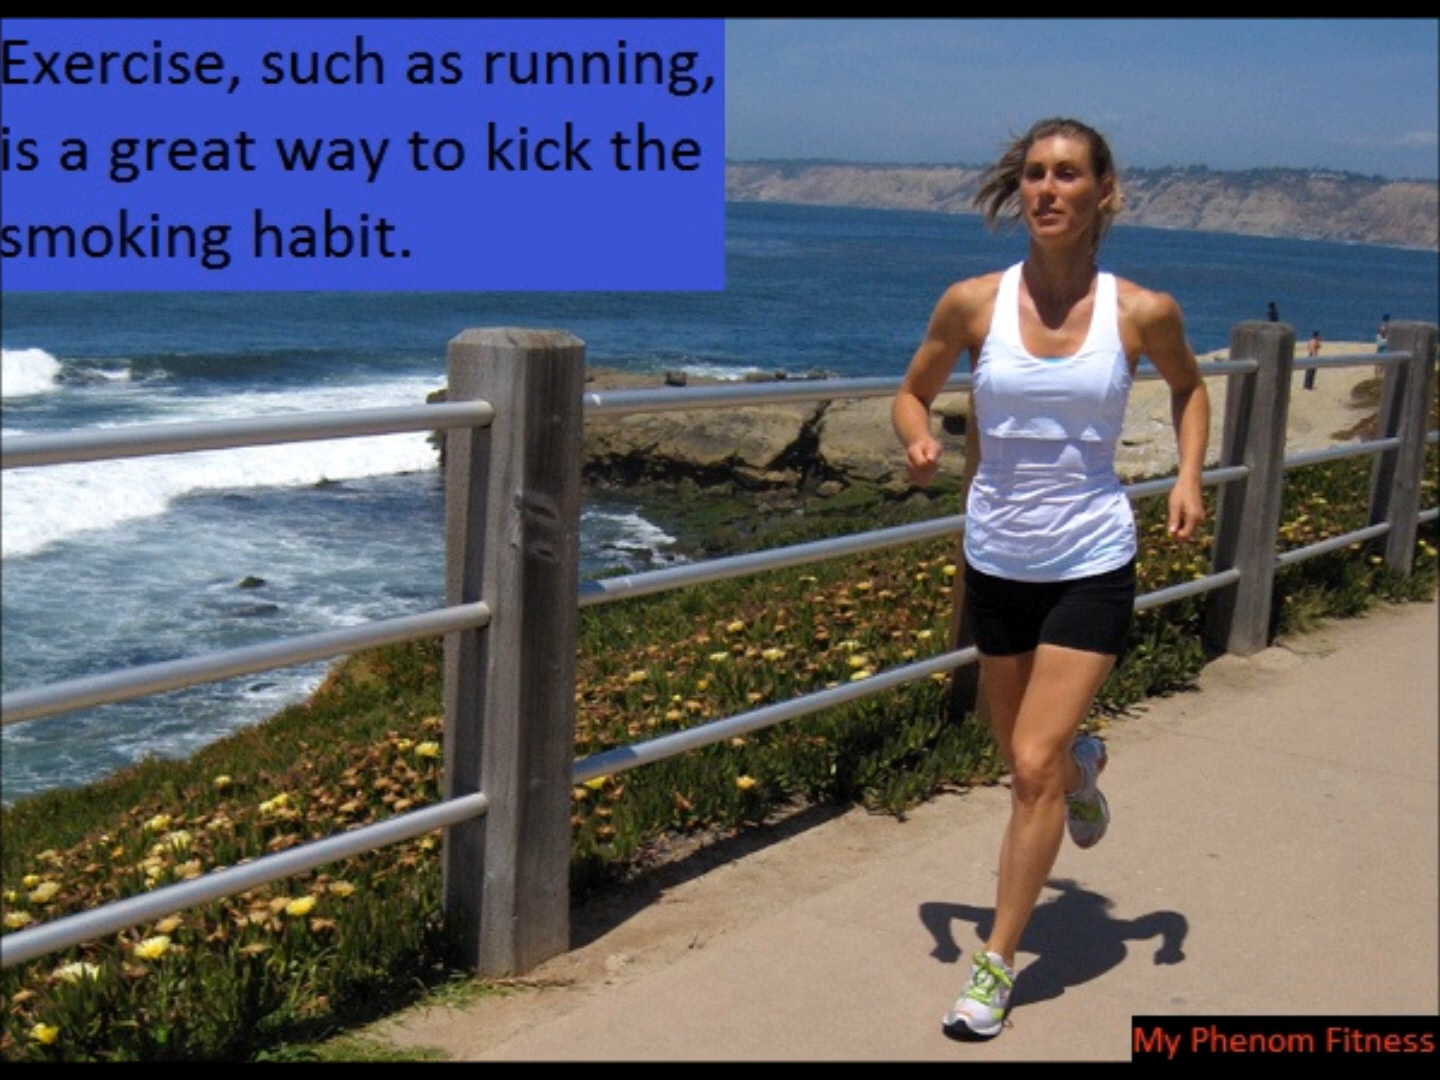 Exercise, such as running,
is a great way to kick the
smoking habit.
My Phenom Fitness